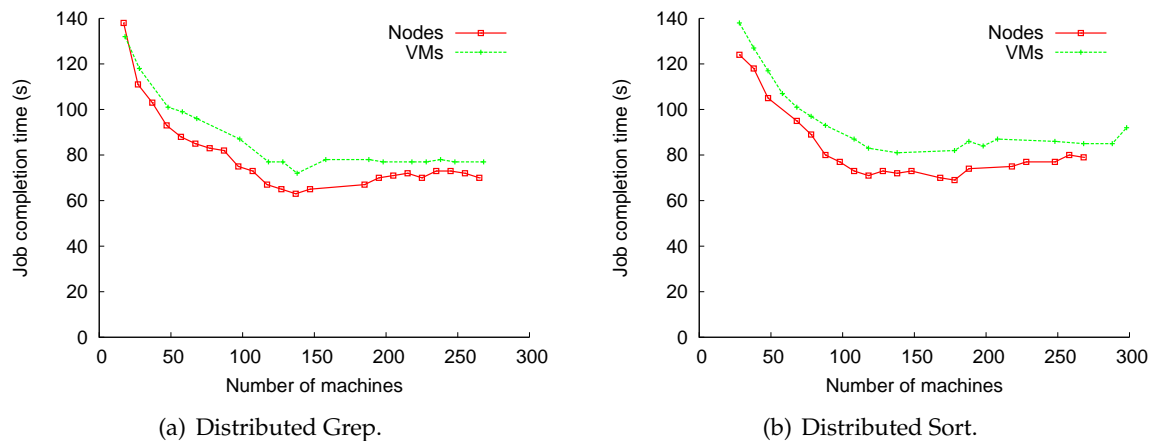 140
120
100
80
60
40
20
0
0 50 100 150 200 250 300
Job completion time (s)
Number of machines
Nodes
VMs
(a) Distributed Grep.
140
120
100
80
60
40
20
0
0 50 100 150 200 250 300
Job completion time (s)
Number of machines
Nodes
VMs
(b) Distributed Sort.